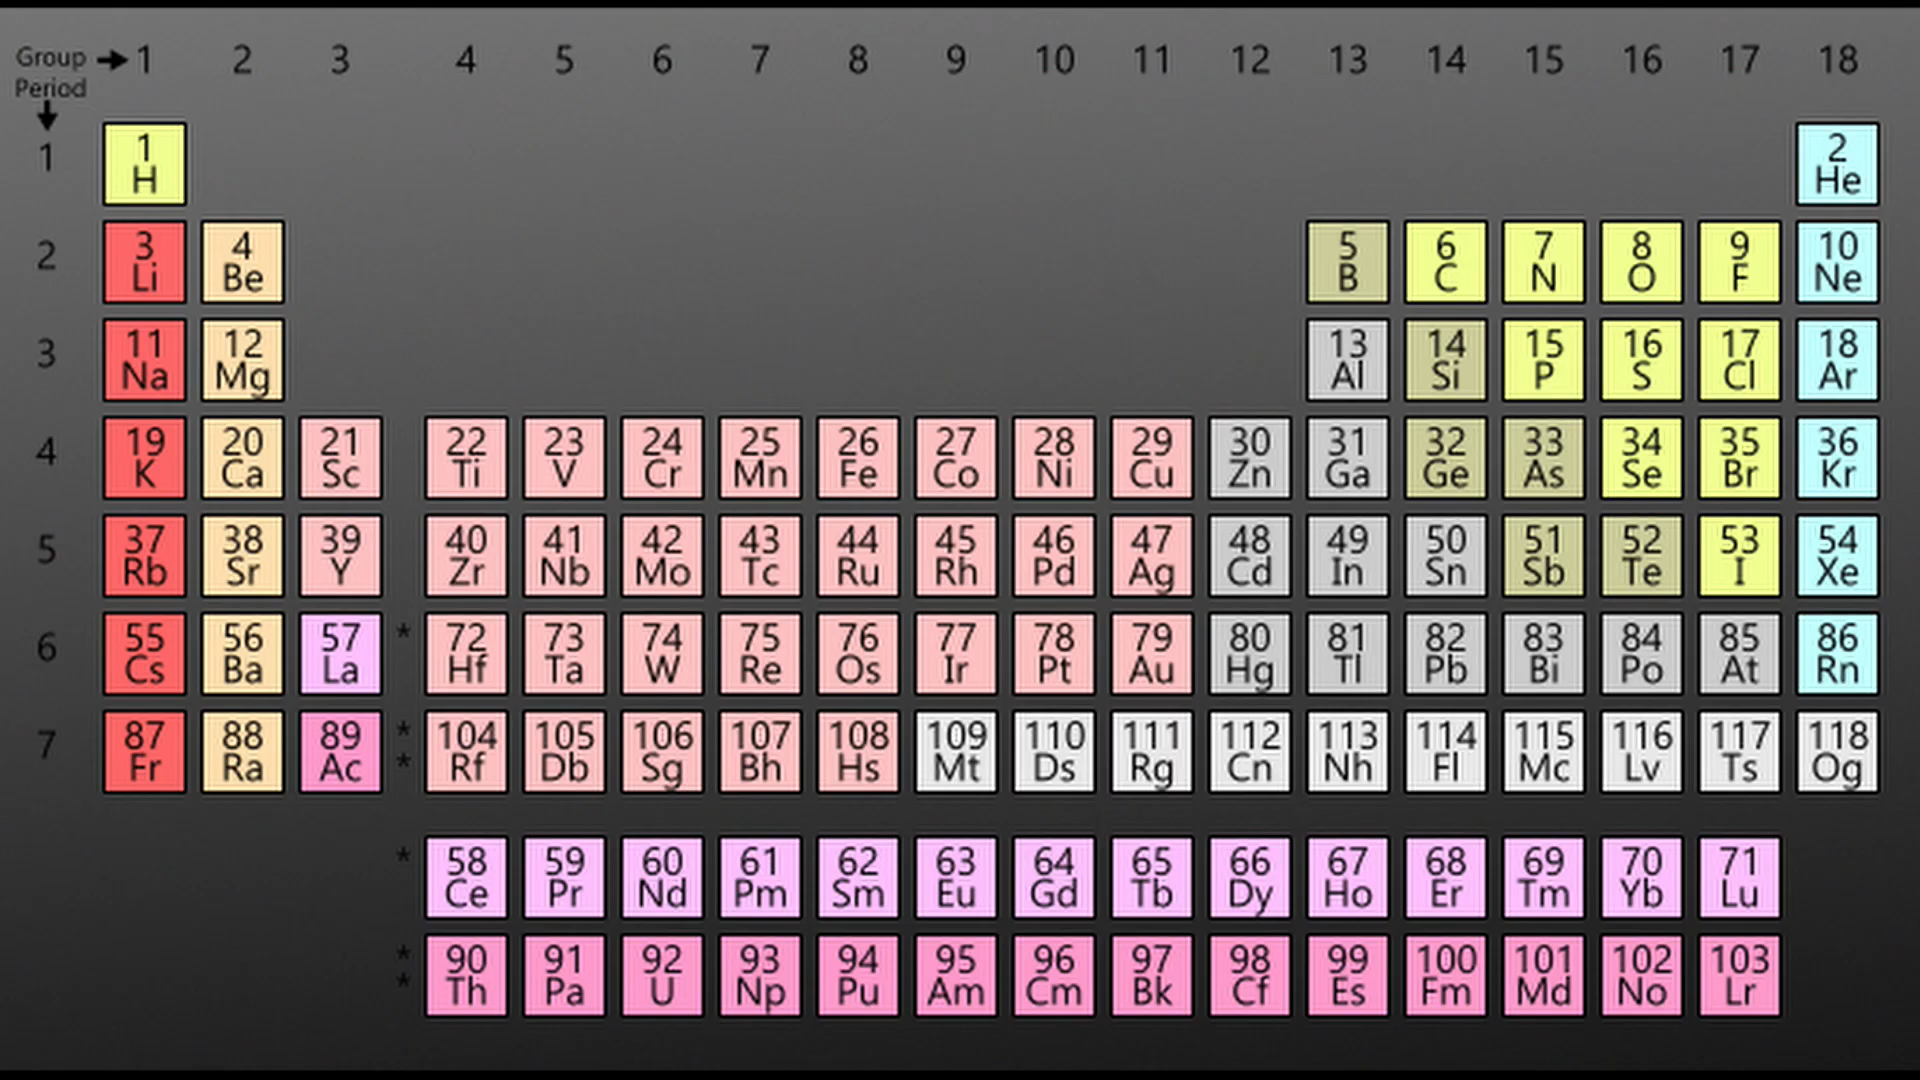 Group 1 2 3 4 5 6 7 8 9 10 11 12 13 14 15 16 17 18
Period
1
1 2
H He
2
3 4 5 6 7 8 9 10
Li Be B C N O F Ne
3
11 12 13 14 15 16 17 18
Na Mg Al Si P S Cl Ar
4
19 20 21 22 23 24 25 26 27 28 29 30 31 32 33 34 35 36
K Ca Sc Ti V Cr Mn Fe Co Ni Cu Zn Ga Ge As Se Br Kr
5
37 38 39 40 41 42 43 44 45 46 47 48 49 50 51 52 53 54
Rb Sr Y Zr Nb Mo Tc Ru Rh Pd Ag Cd In Sn Sb Te I Xe
6
55 56 57 * 72 73 74 75 76 77 78 79 80 81 82 83 84 85 86
Cs Ba La Hf Ta W Re Os Ir Pt Au Hg Tl Pb Bi Po At Rn
7
87 88 89 * 104 105 106 107 108 109 110 111 112 113 114 115 116 117 118
Fr Ra Ac * Rf Db Sg Bh Hs Mt Ds Rg Cn Nh Fl Mc Lv Ts Og
* 58 59 60 61 62 63 64 65 66 67 68 69 70 71
Ce Pr Nd Pm Sm Eu Gd Tb Dy Ho Er Tm Yb Lu
* 90 91 92 93 94 95 96 97 98 99 100 101 102 103
* Th Pa U Np Pu Am Cm Bk Cf Es Fm Md No Lr